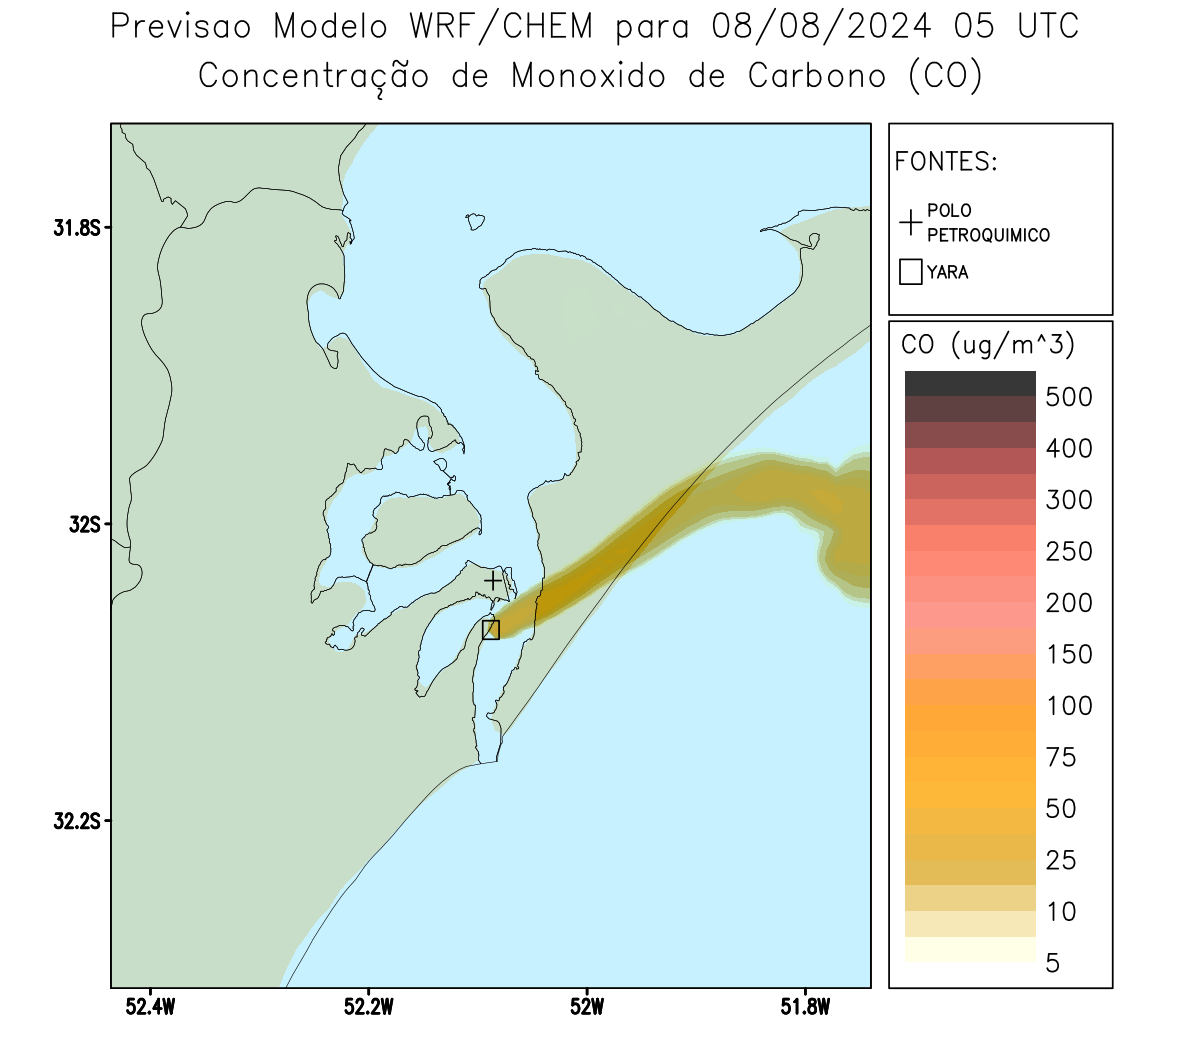 Previsao Modelo WRF/CHEM para 08/08/2024 05 UTC
Concentração de Monoxido de Carbono (CO)
FONTES:
POLO
PETROQUIMICO
YARA
CO (ug/m^3)
500
400
300
250
200
150
100
75
50
25
10
5
31.8S
32S
32.2S
52.4W
52.2W
52W
51.8W